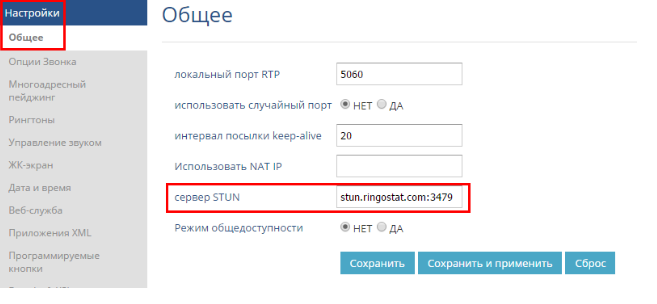 Настройки
Общее
Общее
Опции Звонка
Многоадресный
пейджинг
Рингтоны
Управление звуком
ЖК-экран
Дата и время
Веб-служба
Приложения XML
Программируемые
кнопки
локальный порт RTP 5060
использовать случайный порт НЕТ ДА
интервал посылки keep-alive 20
Использовать NAT IP
сервер STUN stun.ringostat.com:3479
Режим общедоступности НЕТ ДА
Сохранить Сохранить и применить Сброс